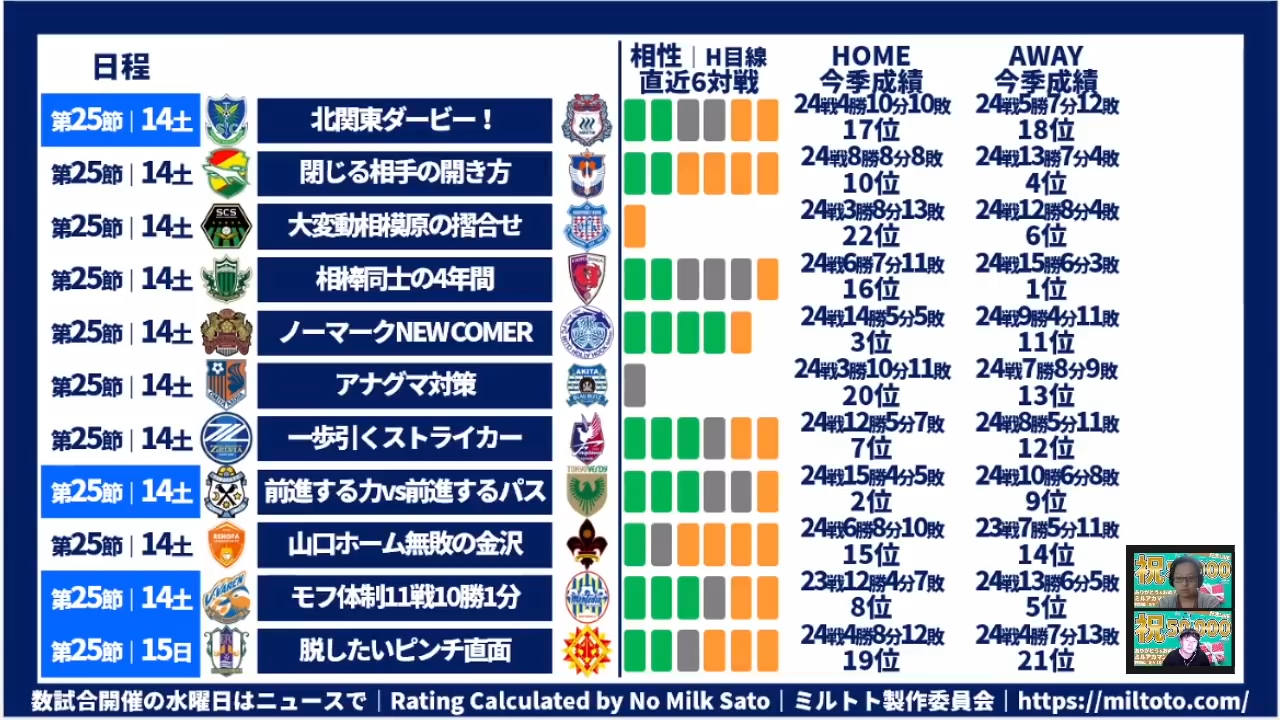 日程
相性｜H目線
直近6対戦
HOME
今季成績
AWAY
今季成績
第25節｜14土 北関東ダービー！ 24戦4勝10分10敗 24戦5勝7分12敗
17位 18位
第25節｜14土 閉じる相手の開き方 24戦8勝8分8敗 24戦13勝7分4敗
10位 4位
第25節｜14土 SCS 大変動相模原の摺合せ 24戦3勝8分13敗 24戦12勝8分4敗
22位 6位
第25節｜14土 相棒同士の4年間 24戦6勝7分11敗 24戦15勝6分3敗
16位 1位
第25節｜14土 ノーマークNEW COMER 24戦14勝5分5敗 24戦9勝4分11敗
3位 11位
第25節｜14土 アナグマ対策 AKITA 24戦3勝10分11敗 24戦7勝8分9敗
20位 13位
第25節｜14土 ZELVIA 一歩引くストライカー 24戦12勝5分7敗 24戦8勝5分11敗
7位 12位
第25節｜14土 前進する力vs前進するパス TOKYO VERDY 24戦15勝4分5敗 24戦10勝6分8敗
2位 9位
第25節｜14土 RENOFA 山口ホーム無敗の金沢 24戦6勝8分10敗 23戦7勝5分11敗
15位 14位
第25節｜14土 V-VAREN モフ体制11戦10勝1分 23戦12勝4分7敗 24戦13勝6分5敗
8位 5位
第25節｜15日 脱したいピンチ直面 24戦4勝8分12敗 24戦4勝7分13敗
19位 21位
数試合開催の水曜日はニュースで｜Rating Calculated by No Milk Sato｜ミルトト製作委員会｜https://miltoto.com/